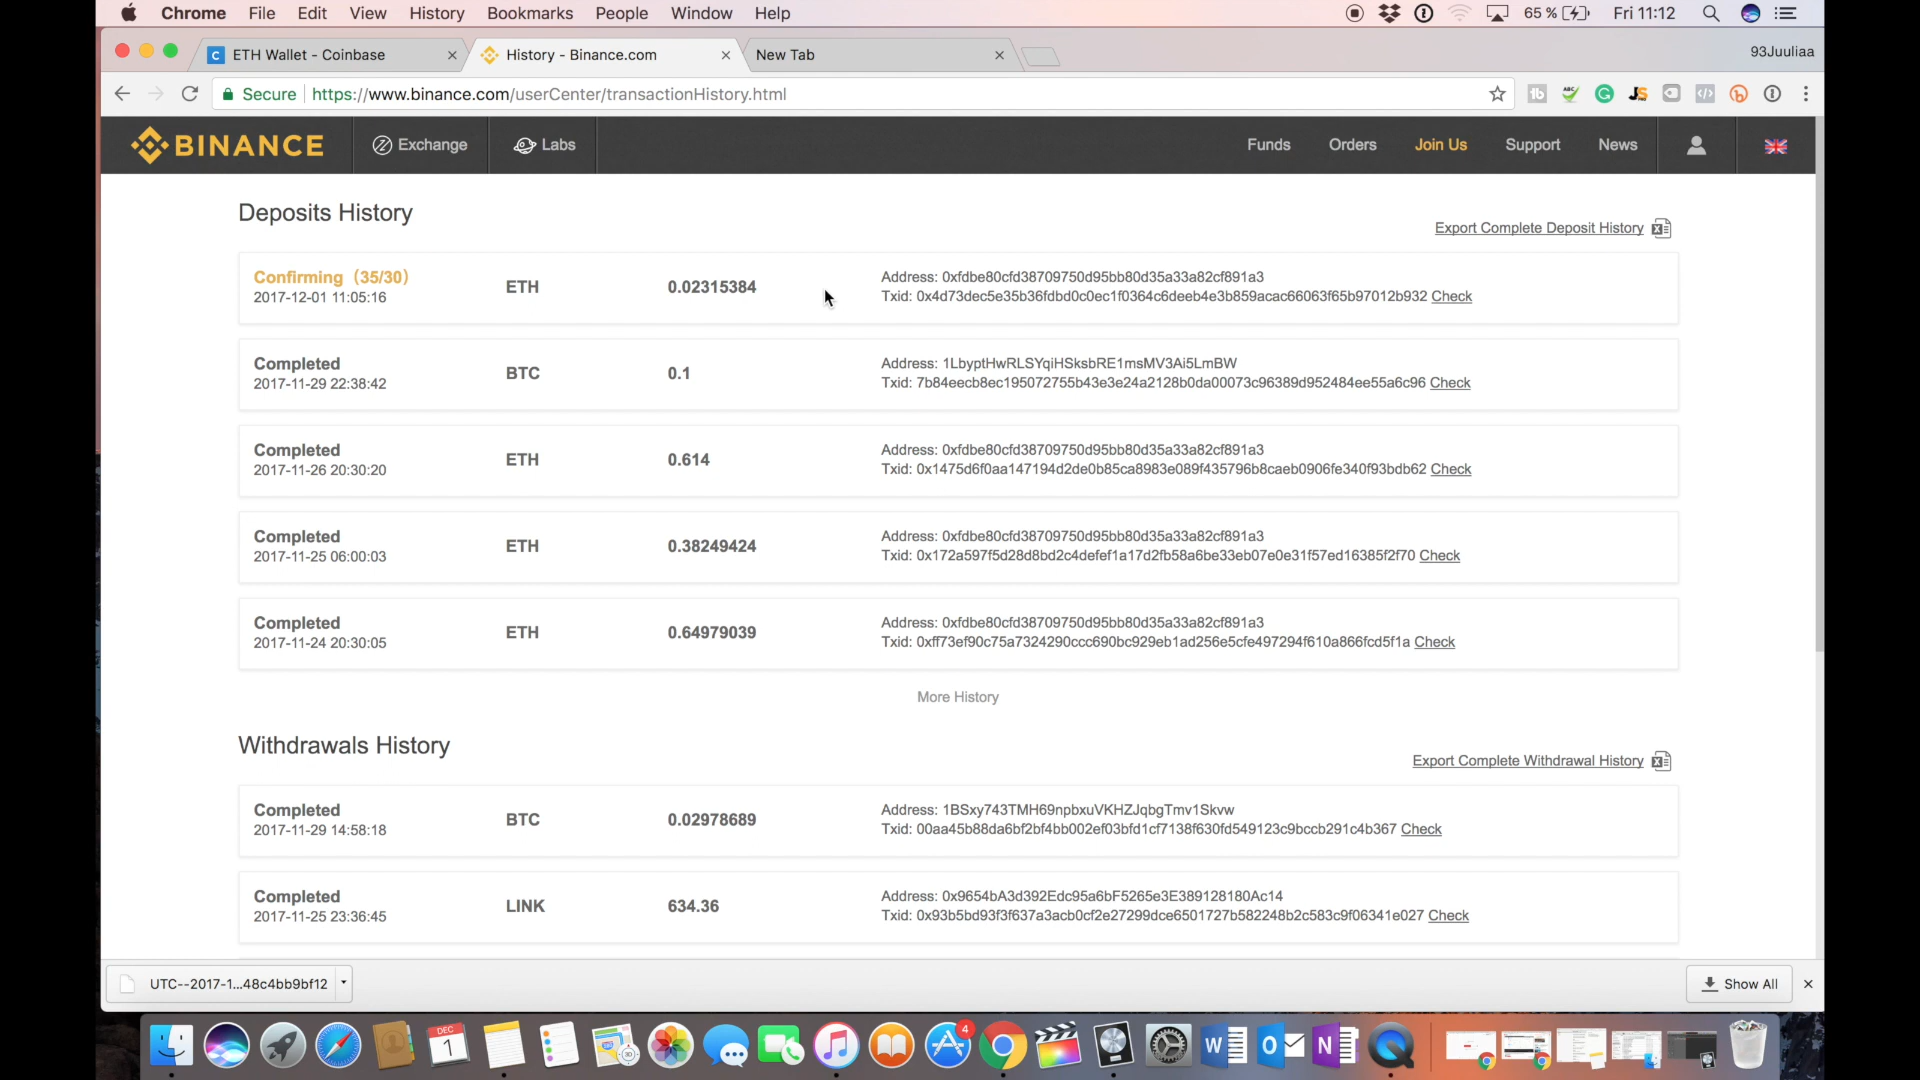 Chrome File Edit View History Bookmarks People Window Help 65 % Fri 11:12
ETH Wallet - Coinbase History - Binance.com New Tab 93Juuliaa
Secure https://www.binance.com/userCenter/transactionHistory.html
BINANCE Exchange Labs Funds Orders Join Us Support News
Deposits History
Export Complete Deposit History
Confirming (35/30)
2017-12-01 11:05:16
ETH
0.02315384
Address: 0xfdbe80cfd38709750d95bb80d35a33a82cf891a3
Txid: 0x4d73dec5e35b36fdbd0c0ec1f0364c6deeb4e3b859acac66063f65b97012b932 Check
Completed
2017-11-29 22:38:42
BTC
0.1
Address: 1LbyptHwRLSYqiHSksbRE1msMV3Ai5LmBW
Txid: 7b84eecb8ec195072755b43e3e24a2128b0da00073c96389d952484ee55a6c96 Check
Completed
2017-11-26 20:30:20
ETH
0.614
Address: 0xfdbe80cfd38709750d95bb80d35a33a82cf891a3
Txid: 0x1475d6f0aa147194d2de0b85ca8983e089f435796b8caeb0906fe340f93bdb62 Check
Completed
2017-11-25 06:00:03
ETH
0.38249424
Address: 0xfdbe80cfd38709750d95bb80d35a33a82cf891a3
Txid: 0x172a597f5d28d8bd2c4defef1a17d2fb58a6be33eb07e0e31f57ed16385f2f70 Check
Completed
2017-11-24 20:30:05
ETH
0.64979039
Address: 0xfdbe80cfd38709750d95bb80d35a33a82cf891a3
Txid: 0xff73ef90c75a7324290ccc690bc929eb1ad256e5cfe497294f610a866fcd5f1a Check
More History
Withdrawals History
Export Complete Withdrawal History
Completed
2017-11-29 14:58:18
BTC
0.02978689
Address: 1BSxy743TMH69npbxuVKHZJqbgTmv1Skvw
Txid: 00aa45b88da6bf2bf4bb002ef03bfd1cf7138f630fd549123c9bccb291c4b367 Check
Completed
2017-11-25 23:36:45
LINK
634.36
Address: 0x9654bA3d392Edc95a6bF5265e3E389128180Ac14
Txid: 0x93b5bd93f3f637a3acb0cf2e27299dce6501727b582248b2c583c9f06341e027 Check
UTC--2017-1...48c4bb9bf12 Show All
DEC
1
4